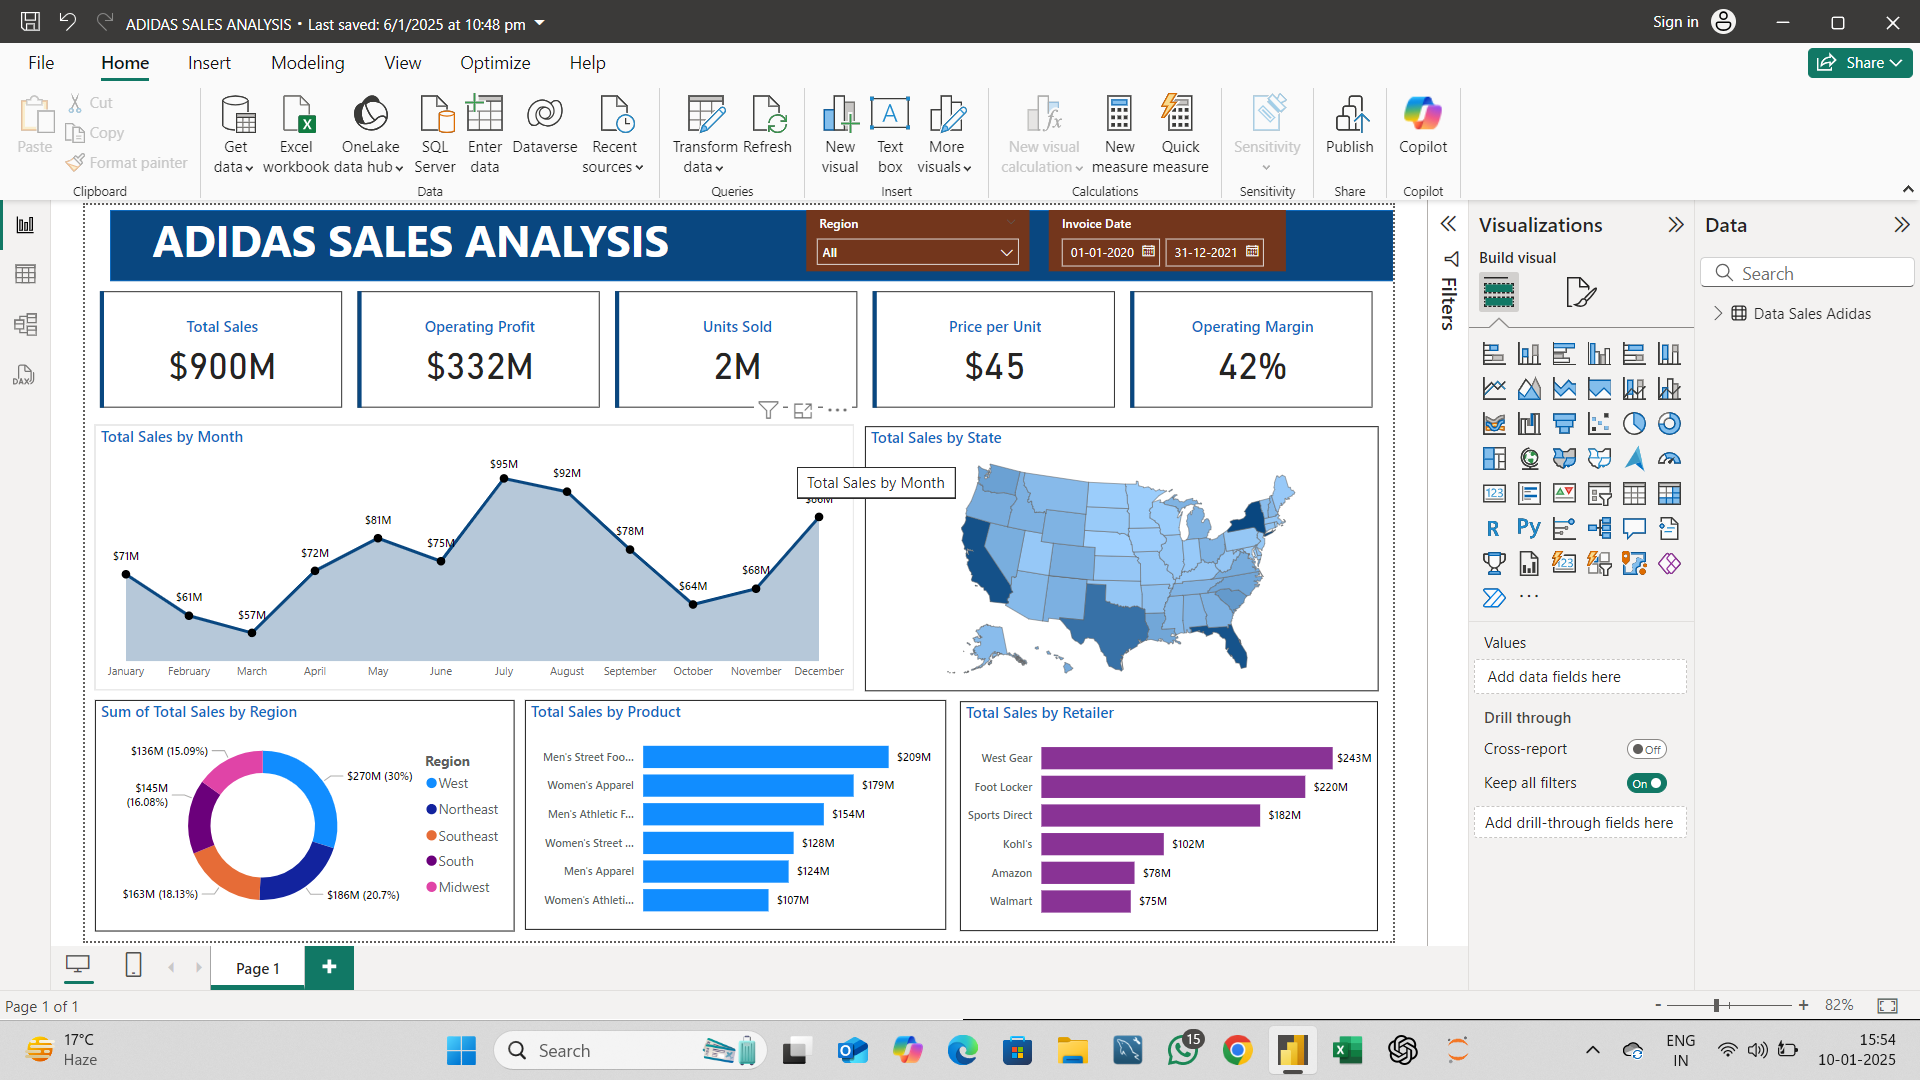 ADIDAS SALES ANALYSIS • Last saved: 6/1/2025 at 10:48 pm
Sign in
File Home Insert Modeling View Optimize Help
Share
Paste
Cut
Copy
Format painter
Clipboard
Get data
Excel workbook
OneLake data hub
SQL Server
Enter data
Dataverse
Recent sources
Data
Transform data
Refresh
Queries
New visual
Text box
More visuals
Insert
New visual calculation
New measure
Quick measure
Calculations
Sensitivity
Sensitivity
Publish
Share
Copilot
Copilot
ADIDAS SALES ANALYSIS
Region
All
Invoice Date
01-01-2020
31-12-2021
Total Sales
$900M
Operating Profit
$332M
Units Sold
2M
Price per Unit
$45
Operating Margin
42%
Total Sales by Month
$71M
$61M
$57M
$72M
$81M
$75M
$95M
$92M
$78M
$64M
$68M
January February March April May June July August September October November December
Total Sales by Month
Total Sales by State
Sum of Total Sales by Region
$136M (15.09%)
$145M
(16.08%)
$163M (18.13%)
$270M (30%)
$186M (20.7%)
Region
West
Northeast
Southeast
South
Midwest
Total Sales by Product
Men's Street Foo... $209M
Women's Apparel $179M
Men's Athletic F... $154M
Women's Street ... $128M
Men's Apparel $124M
Women's Athleti... $107M
Total Sales by Retailer
West Gear $243M
Foot Locker $220M
Sports Direct $182M
Kohl's $102M
Amazon $78M
Walmart $75M
Filters
Visualizations
Build visual
123
R
Py
123
Values
Add data fields here
Drill through
Cross-report Off
Keep all filters On
Add drill-through fields here
Data
Search
Data Sales Adidas
DAX
Page 1
Page 1 of 1
- + 82%
17°C
Haze
Search
15
ENG
IN
15:54
10-01-2025